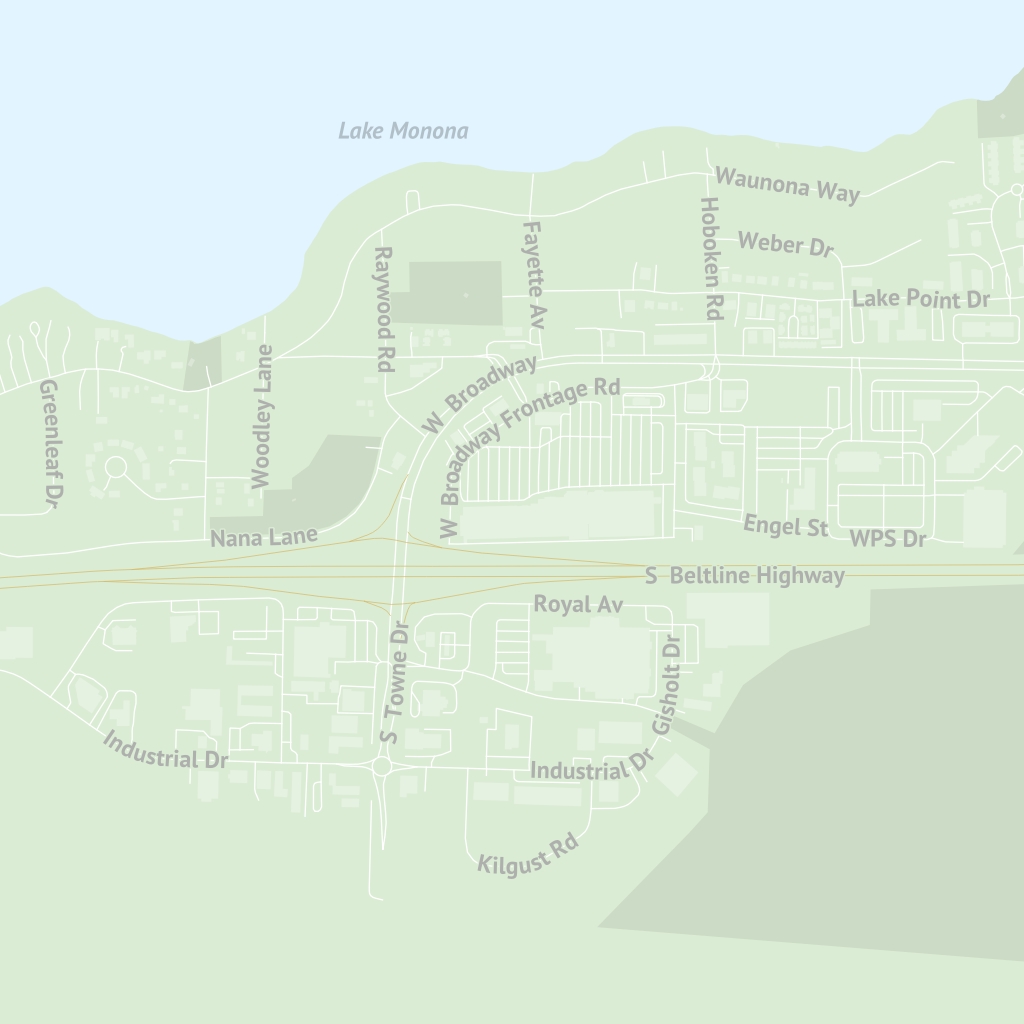 Lake Monona
Waunona Way
Hoboken Rd
Weber Dr
Fayette Av
Raywood Rd
Lake Point Dr
Woodley Lane
W Broadway
Greenleaf Dr
W Broadway Frontage Rd
Nana Lane
Engel St
WPS Dr
S Beltline Highway
Royal Av
S Towne Dr
Gisholt Dr
Industrial Dr
Industrial Dr
Kilgust Rd